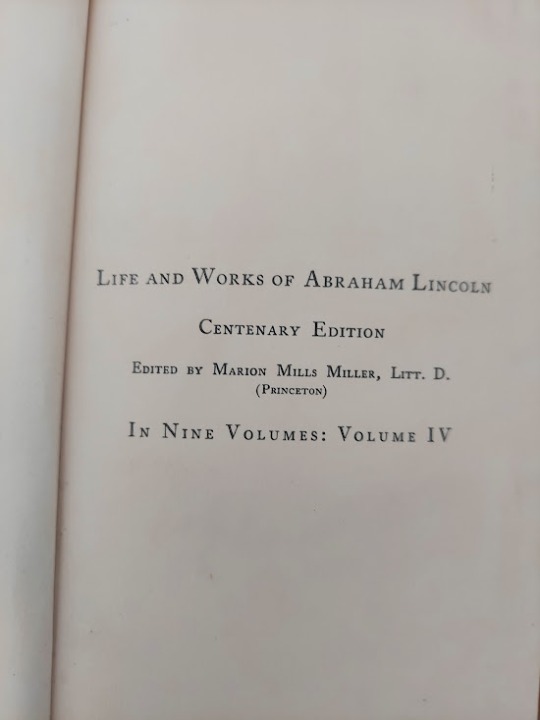 Life and Works of Abraham Lincoln
Centenary Edition
Edited by Marion Mills Miller, Litt. D.
(Princeton)
In Nine Volumes: Volume IV